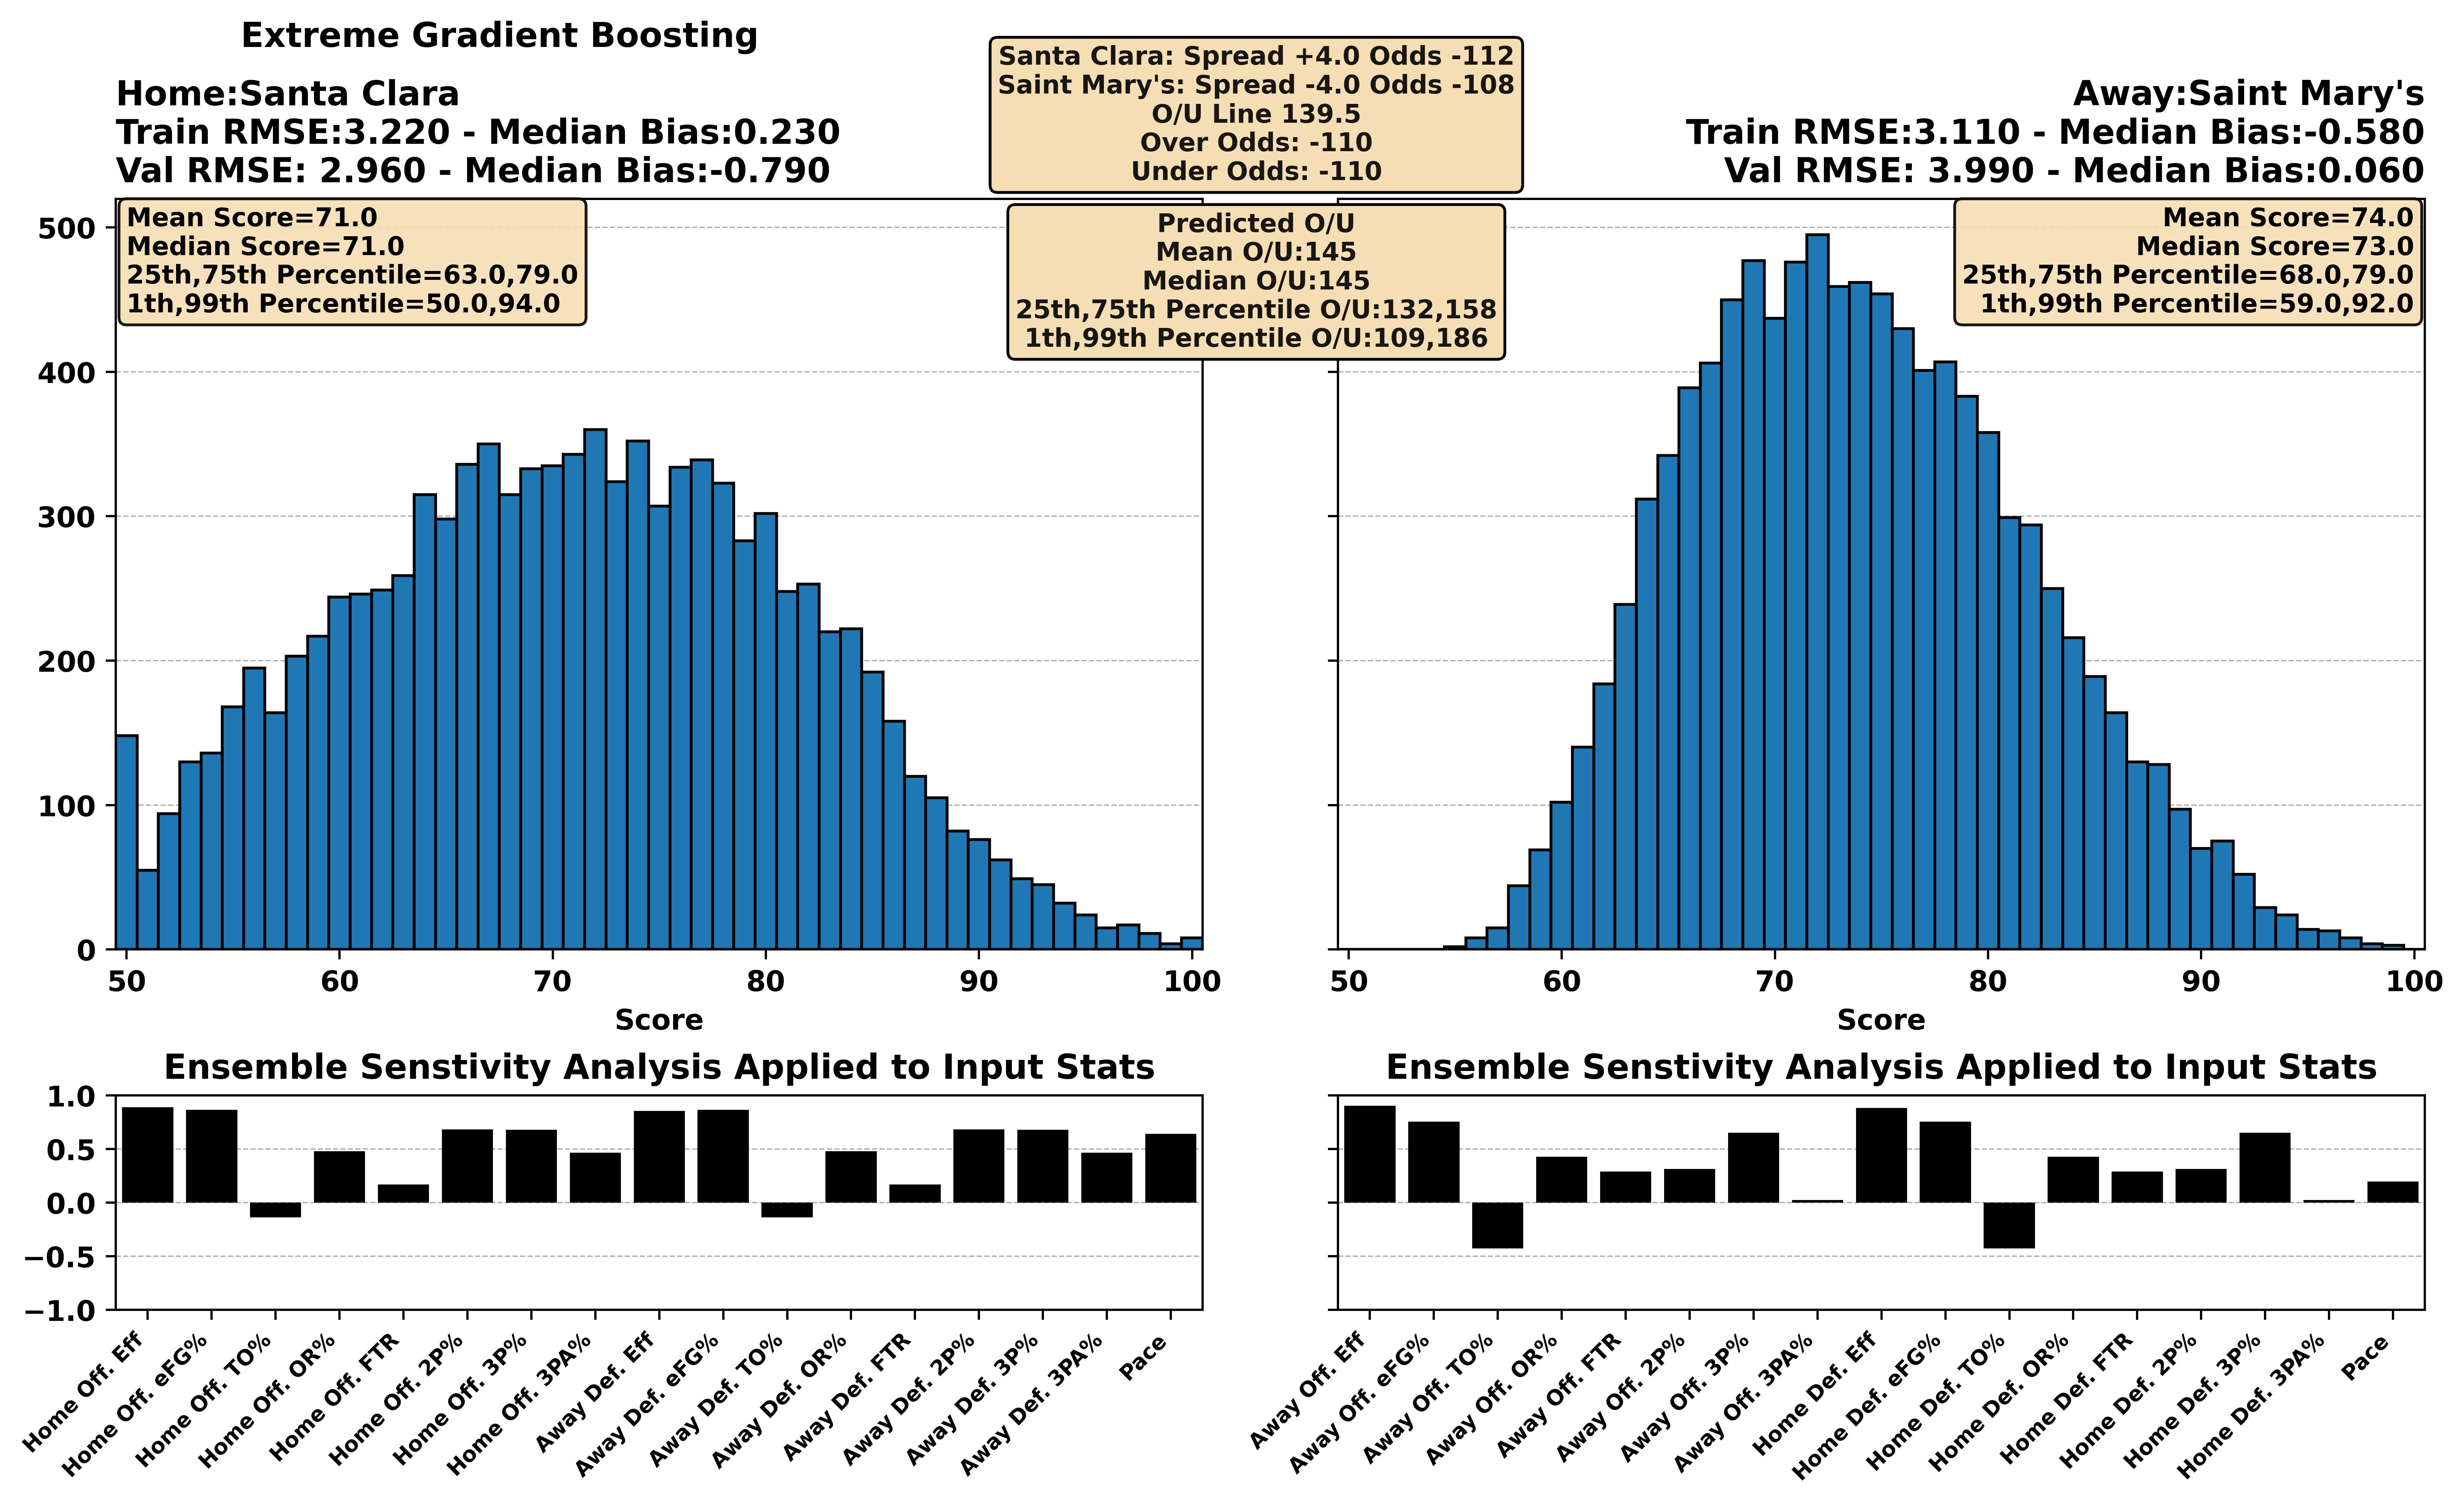 Extreme Gradient Boosting
Home:Santa Clara
Train RMSE:3.220 - Median Bias:0.230
Val RMSE: 2.960 - Median Bias:-0.790
Santa Clara: Spread +4.0 Odds -112
Saint Mary's: Spread -4.0 Odds -108
O/U Line 139.5
Over Odds: -110
Under Odds: -110
Away:Saint Mary's
Train RMSE:3.110 - Median Bias:-0.580
Val RMSE: 3.990 - Median Bias:0.060
Mean Score=71.0
Median Score=71.0
25th,75th Percentile=63.0,79.0
1th,99th Percentile=50.0,94.0
Predicted O/U
Mean O/U:145
Median O/U:145
25th,75th Percentile O/U:132,158
1th,99th Percentile O/U:109,186
Mean Score=74.0
Median Score=73.0
25th,75th Percentile=68.0,79.0
1th,99th Percentile=59.0,92.0
500
400
300
200
100
0
50 60 70 80 90 100
Score
50 60 70 80 90 100
Score
Ensemble Senstivity Analysis Applied to Input Stats
1.0
0.5
0.0
−0.5
−1.0
Home Off. Eff
Home Off. eFG%
Home Off. TO%
Home Off. OR%
Home Off. FTR
Home Off. 2P%
Home Off. 3P%
Home Off. 3PA%
Away Def. Eff
Away Def. eFG%
Away Def. TO%
Away Def. OR%
Away Def. FTR
Away Def. 2P%
Away Def. 3P%
Away Def. 3PA%
Pace
Ensemble Senstivity Analysis Applied to Input Stats
Away Off. Eff
Away Off. eFG%
Away Off. TO%
Away Off. OR%
Away Off. FTR
Away Off. 2P%
Away Off. 3P%
Away Off. 3PA%
Home Def. Eff
Home Def. eFG%
Home Def. TO%
Home Def. OR%
Home Def. FTR
Home Def. 2P%
Home Def. 3P%
Home Def. 3PA%
Pace